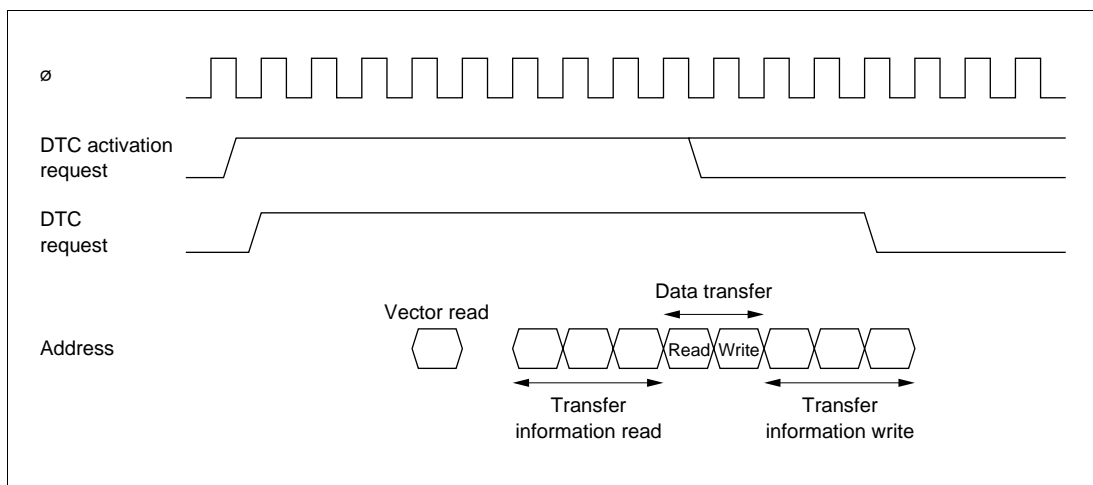 ø
DTC activation
request
DTC
request
Data transfer
Vector read
Address
Read Write
Transfer
information read
Transfer
information write